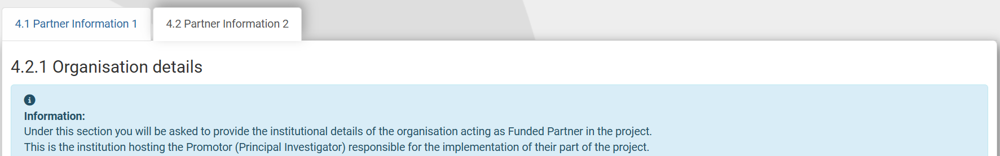 4.1 Partner Information 1
4.2 Partner Information 2
4.2.1 Organisation details
Information:
Under this section you will be asked to provide the institutional details of the organisation acting as Funded Partner in the project.
This is the institution hosting the Promotor (Principal Investigator) responsible for the implementation of their part of the project.